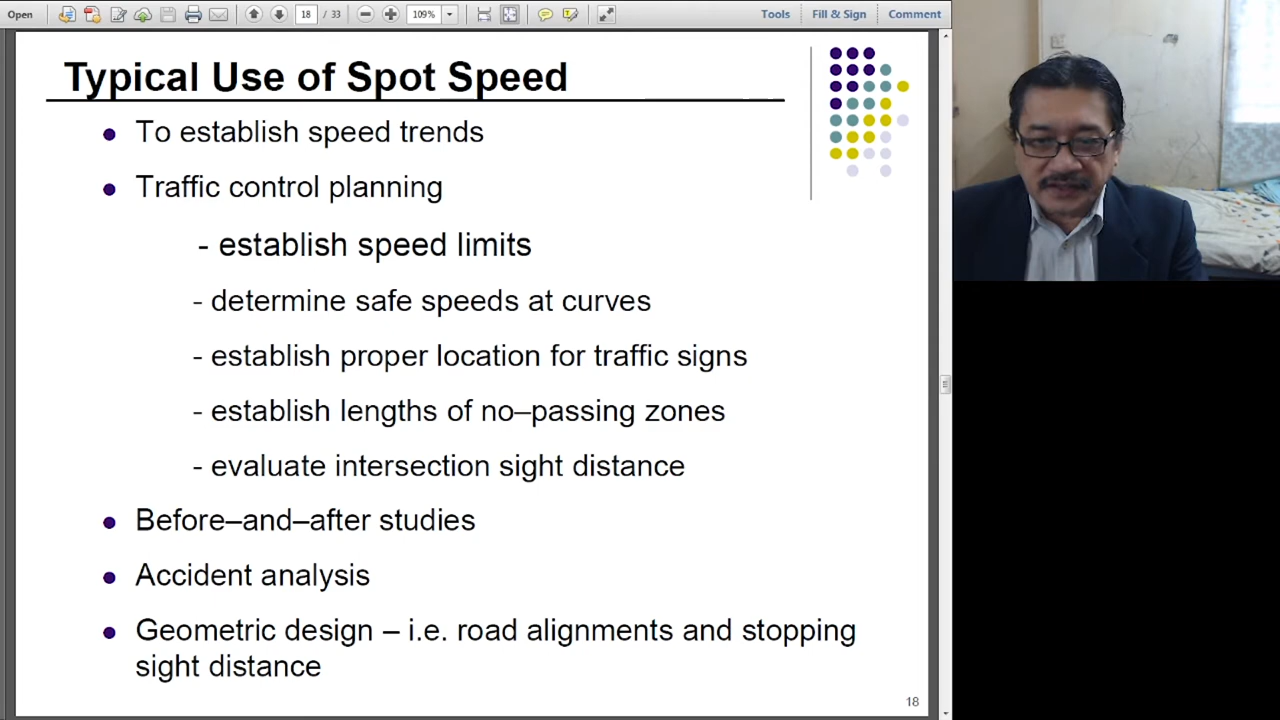 Open
18 / 33
109%
Tools
Fill & Sign
Comment
Typical Use of Spot Speed
To establish speed trends
Traffic control planning
- establish speed limits
- determine safe speeds at curves
- establish proper location for traffic signs
- establish lengths of no–passing zones
- evaluate intersection sight distance
Before–and–after studies
Accident analysis
Geometric design – i.e. road alignments and stopping
sight distance
18